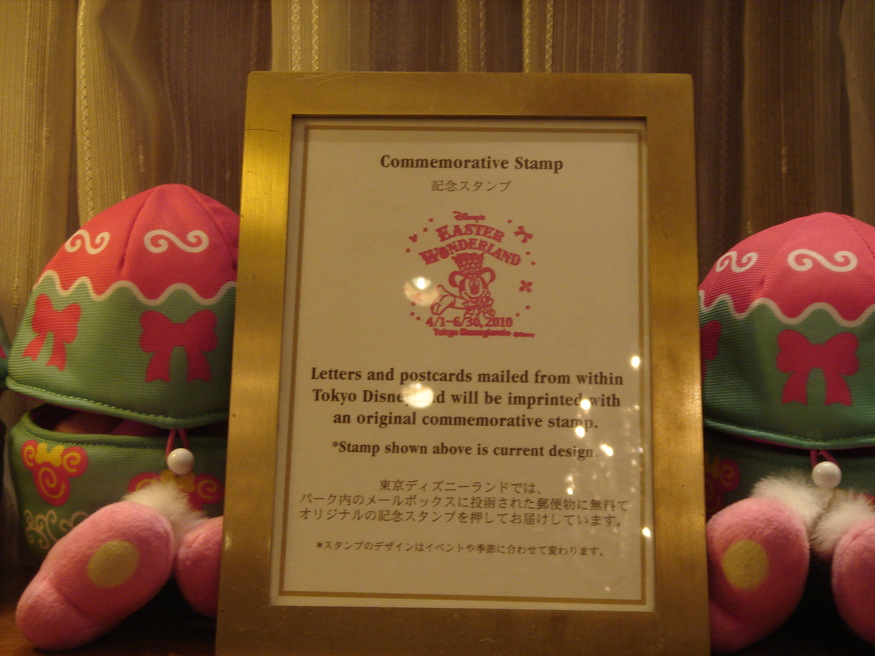 Commemorative Stamp
記念スタンプ
Disney's
EASTER
WONDERLAND
4/1-6/30, 2010
Tokyo Disneyland® ©Disney
Letters and postcards mailed from within
Tokyo Disneyland will be imprinted with
an original commemorative stamp.
*Stamp shown above is current design.
東京ディズニーランドでは、
パーク内のメールボックスに投函された郵便物に無料で
オリジナルの記念スタンプを押してお届けしています。
*スタンプのデザインはイベントや季節に合わせて変わります。